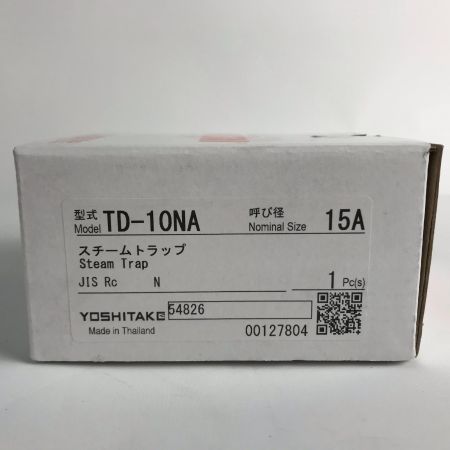 型式 呼び径
Model TD-10NA Nominal Size 15A
スチームトラップ
Steam Trap
JIS Rc N 1 Pc(s)
YOSHITAKE 54826
Made in Thailand 00127804